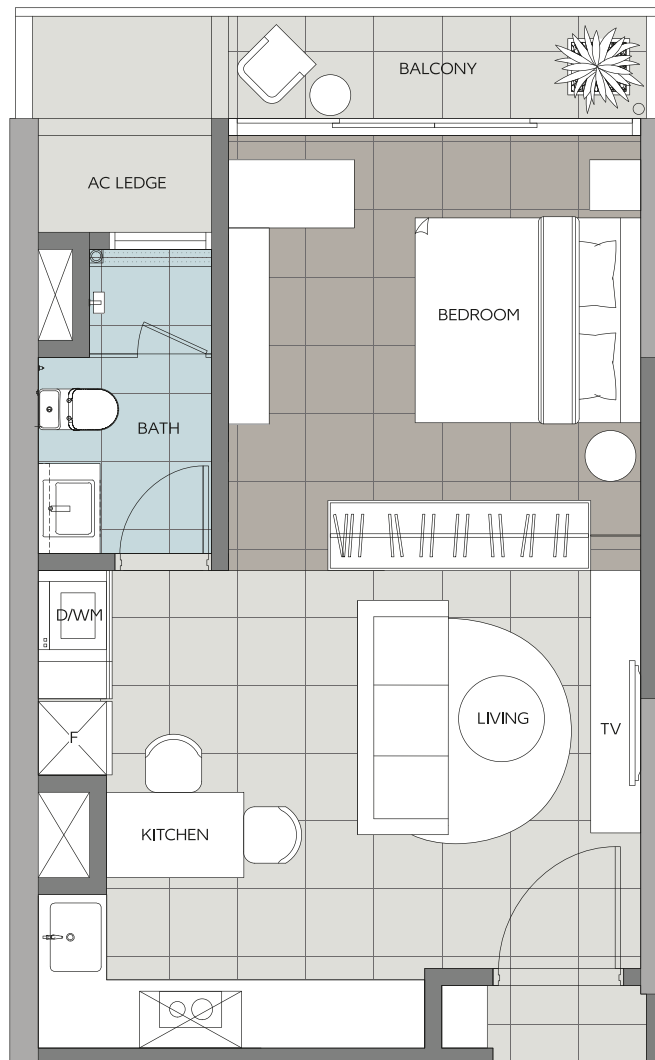 BALCONY
AC LEDGE
BEDROOM
BATH
D/WM
LIVING
TV
F
KITCHEN